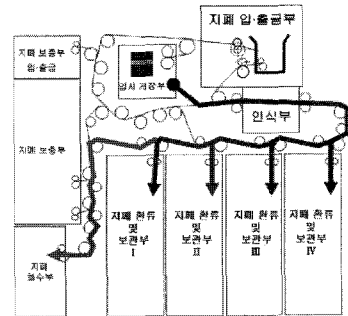 지폐 입·출금부
지폐 보충부
입·출금
임시 저장부
인식부
지폐 보충부
지폐 환류
및
보관부
I
지폐 환류
및
보관부
II
지폐 환류
및
보관부
III
지폐 환류
및
보관부
IV
지폐
회수부